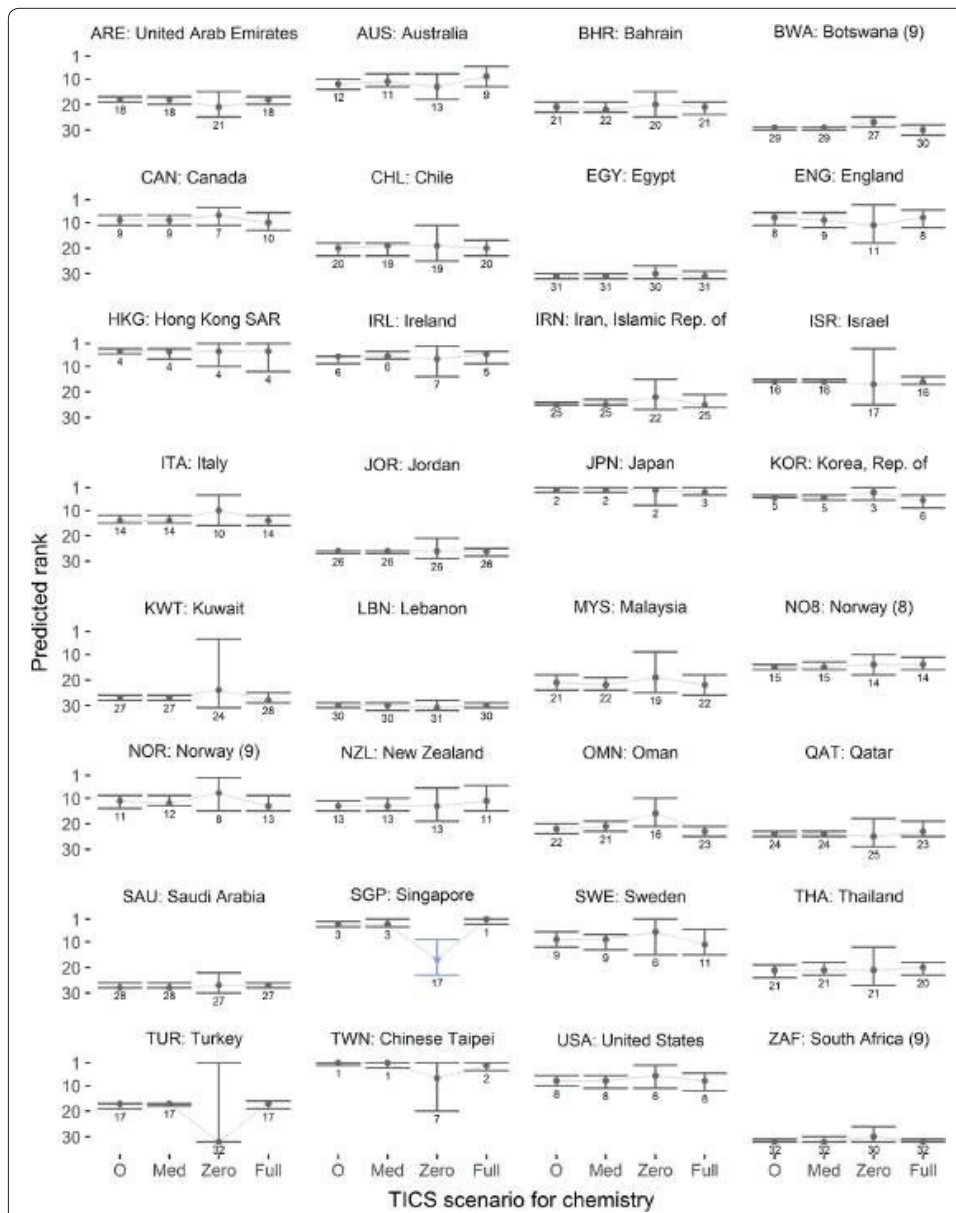 ARE: United Arab Emirates AUS: Australia BHR: Bahrain BWA: Botswana (9)
1
10
20
30
18 18 21 18 12 11 13 9 21 22 20 21 29 29 27 30
CAN: Canada CHL: Chile EGY: Egypt ENG: England
1
10
20
30
9 9 7 10 20 19 19 20 31 31 30 31 8 9 11 8
HKG: Hong Kong SAR IRL: Ireland IRN: Iran, Islamic Rep. of ISR: Israel
1
10
20
30
4 4 4 4 6 6 7 5 25 25 22 25 16 16 17 16
ITA: Italy JOR: Jordan JPN: Japan KOR: Korea, Rep. of
1
10
20
30
14 14 10 14 26 26 26 26 2 2 2 3 5 5 3 6
Predicted rank
KWT: Kuwait LBN: Lebanon MYS: Malaysia NO8: Norway (8)
1
10
20
30
27 27 24 28 30 30 31 30 21 22 19 22 15 15 14 14
NOR: Norway (9) NZL: New Zealand OMN: Oman QAT: Qatar
1
10
20
30
11 12 8 13 13 13 13 11 22 21 16 23 24 24 25 23
SAU: Saudi Arabia SGP: Singapore SWE: Sweden THA: Thailand
1
10
20
30
28 28 27 27 3 3 17 1 9 9 6 11 21 21 21 20
TUR: Turkey TWN: Chinese Taipei USA: United States ZAF: South Africa (9)
1
10
20
30
17 17 32 17 1 1 7 2 8 8 6 8 32 32 30 32
O Med Zero Full O Med Zero Full O Med Zero Full O Med Zero Full
TICS scenario for chemistry